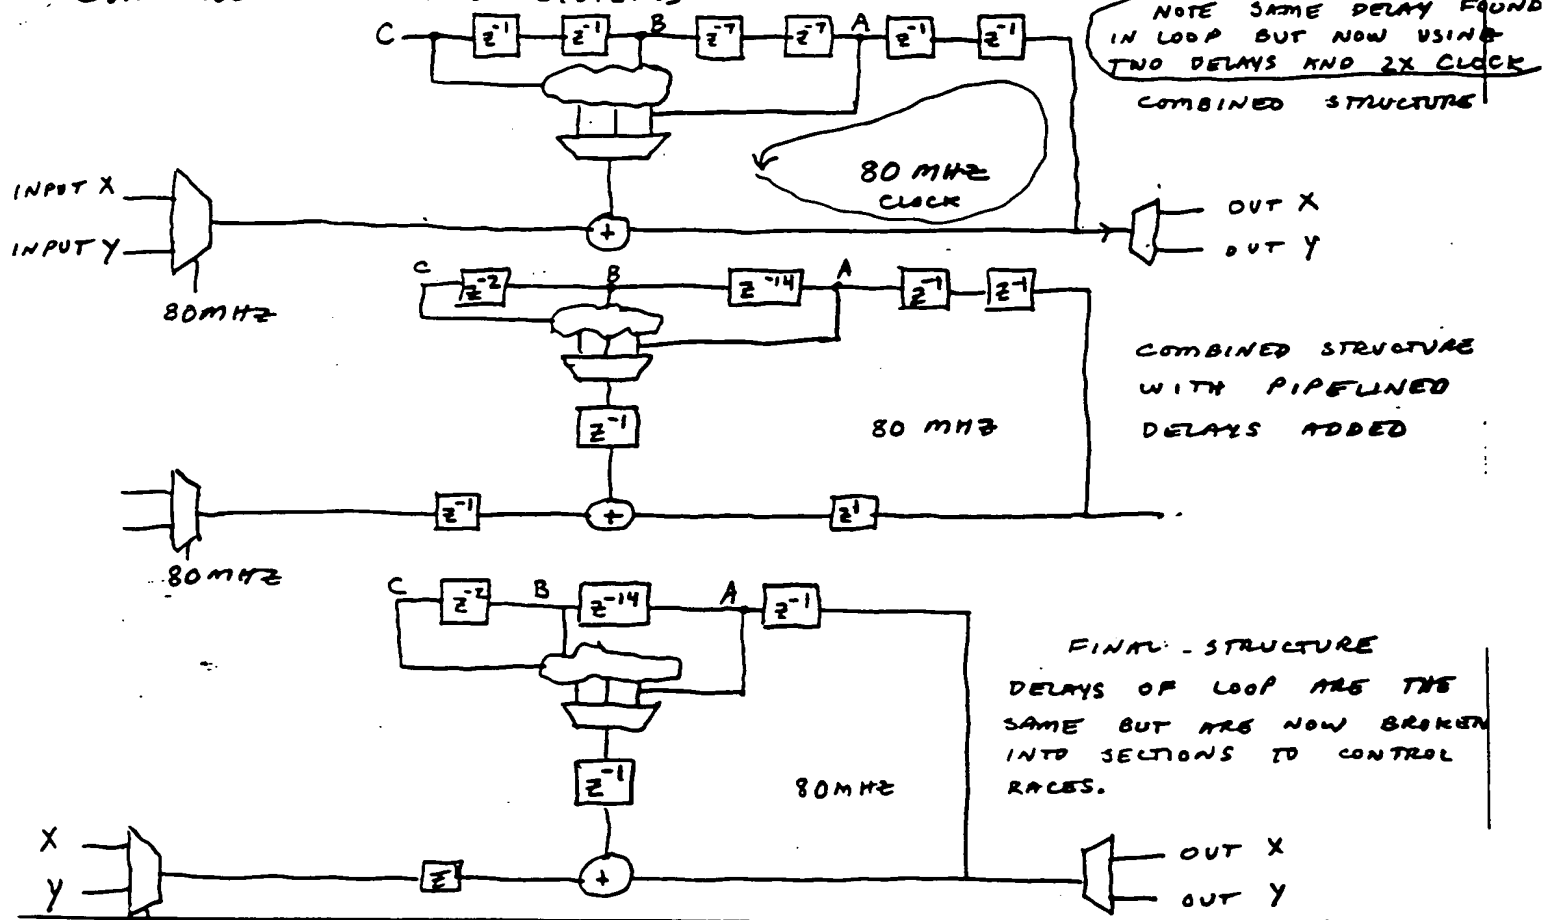 C
z⁻¹
z⁻¹
B
z⁻⁷
z⁻⁷
A
z⁻¹
z⁻¹
NOTE SAME DELAY FOUND
IN LOOP BUT NOW USING
TWO DELAYS AND 2X CLOCK
COMBINED STRUCTURE
80 MHZ
CLOCK
INPUT X
INPUT Y
+
OUT X
OUT Y
80MHZ
C
z⁻²
B
z⁻¹⁴
A
z⁻¹
z⁻¹
COMBINED STRUCTURE
WITH PIPELINED
DELAYS ADDED
z⁻¹
80 MHZ
z⁻¹
+
z¹
80MHZ
C
z⁻²
B
z⁻¹⁴
A
z⁻¹
FINAL - STRUCTURE
DELAYS OF LOOP ARE THE
SAME BUT ARE NOW BROKEN
INTO SECTIONS TO CONTROL
RACES.
z⁻¹
80MHZ
X
Y
z
+
OUT X
OUT Y